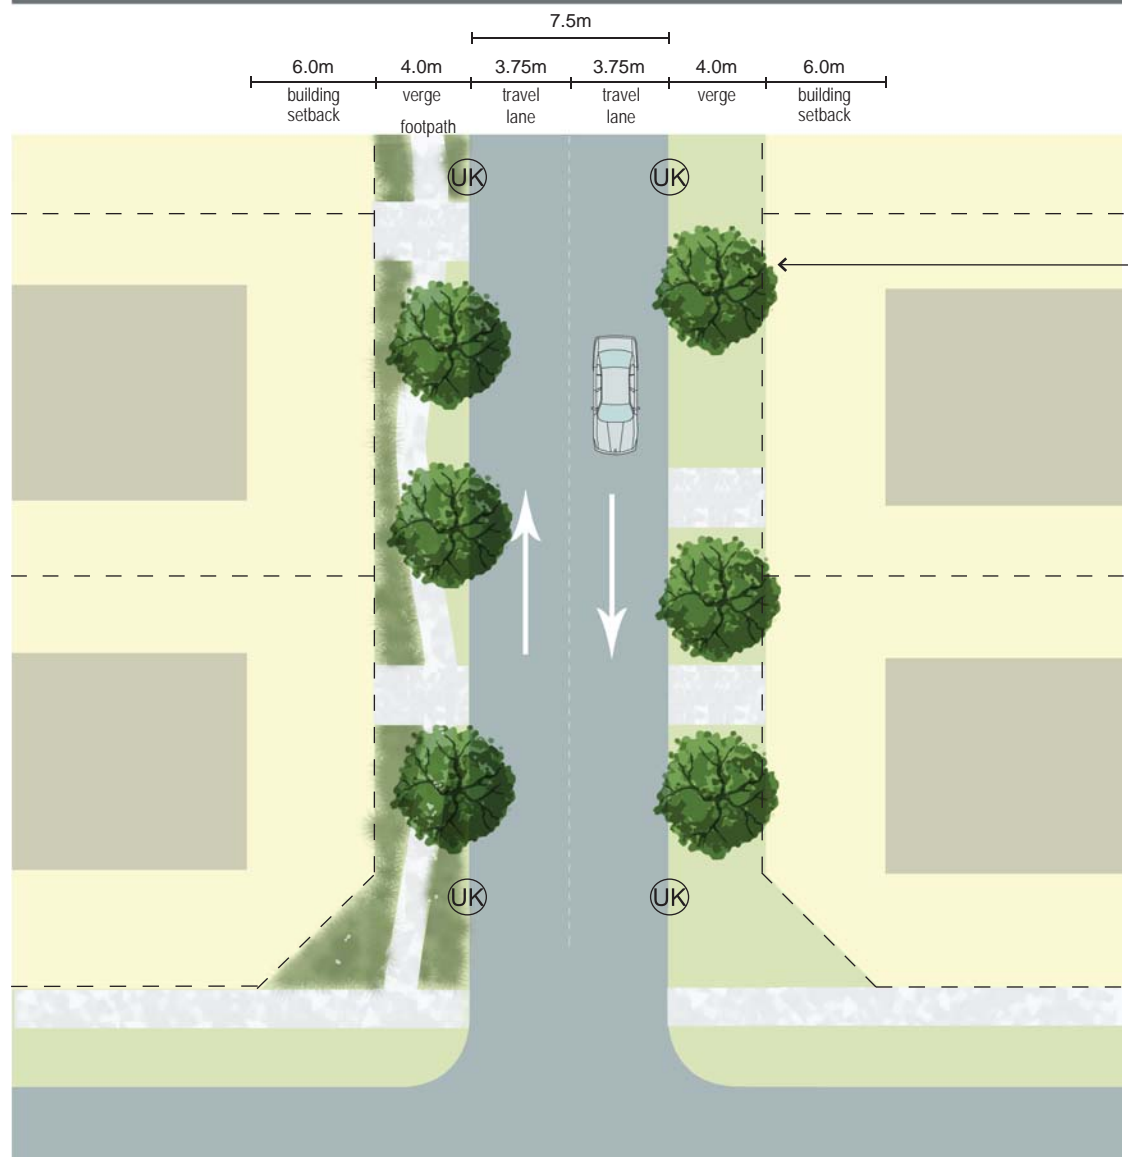 7.5m
6.0m 4.0m 3.75m 3.75m 4.0m 6.0m
building verge travel travel verge building
setback lane lane setback
footpath
UK UK
UK UK